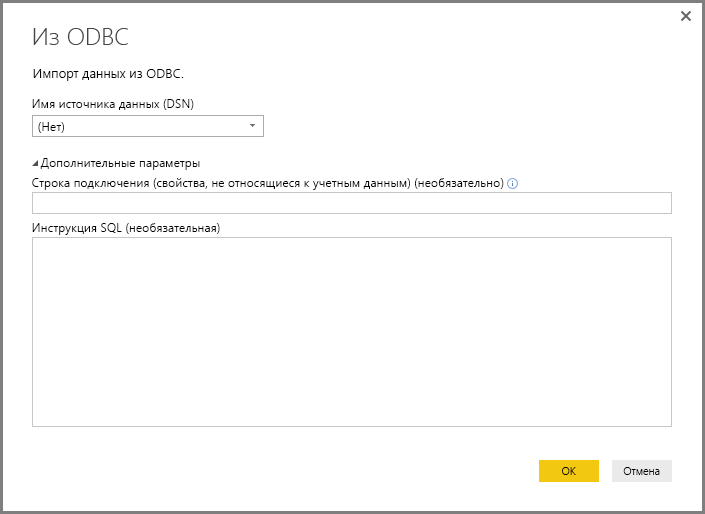 Из ODBC
Импорт данных из ODBC.
Имя источника данных (DSN)
(Нет)
Дополнительные параметры
Строка подключения (свойства, не относящиеся к учетным данным) (необязательно)
Инструкция SQL (необязательная)
ОК Отмена